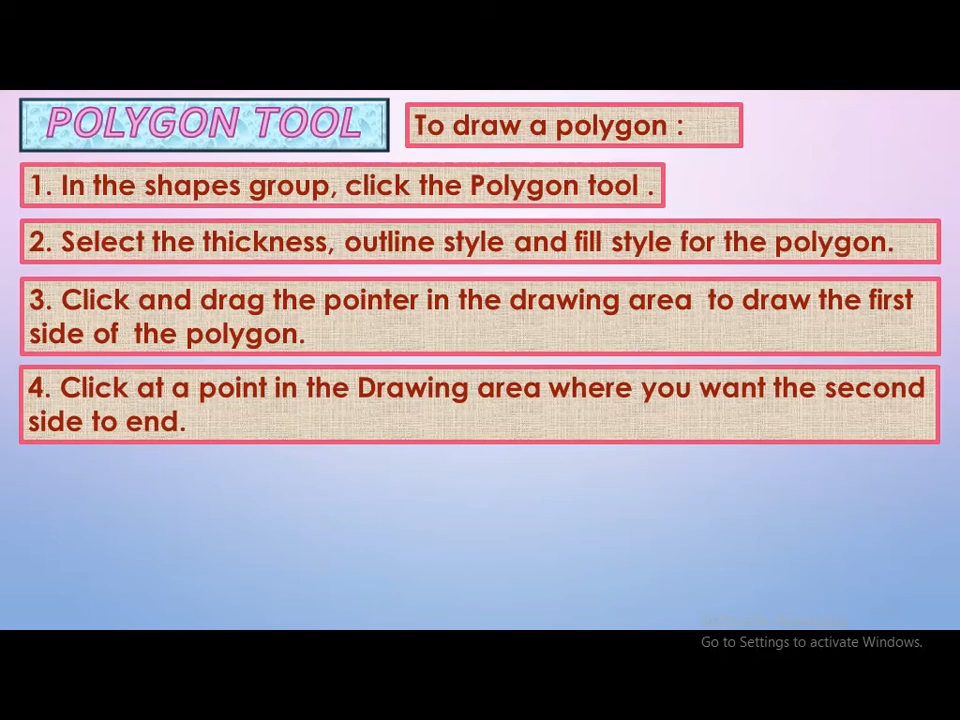 POLYGON TOOL
To draw a polygon :
1. In the shapes group, click the Polygon tool .
2. Select the thickness, outline style and fill style for the polygon.
3. Click and drag the pointer in the drawing area to draw the first
side of the polygon.
4. Click at a point in the Drawing area where you want the second
side to end.
Go to Settings to activate Windows.